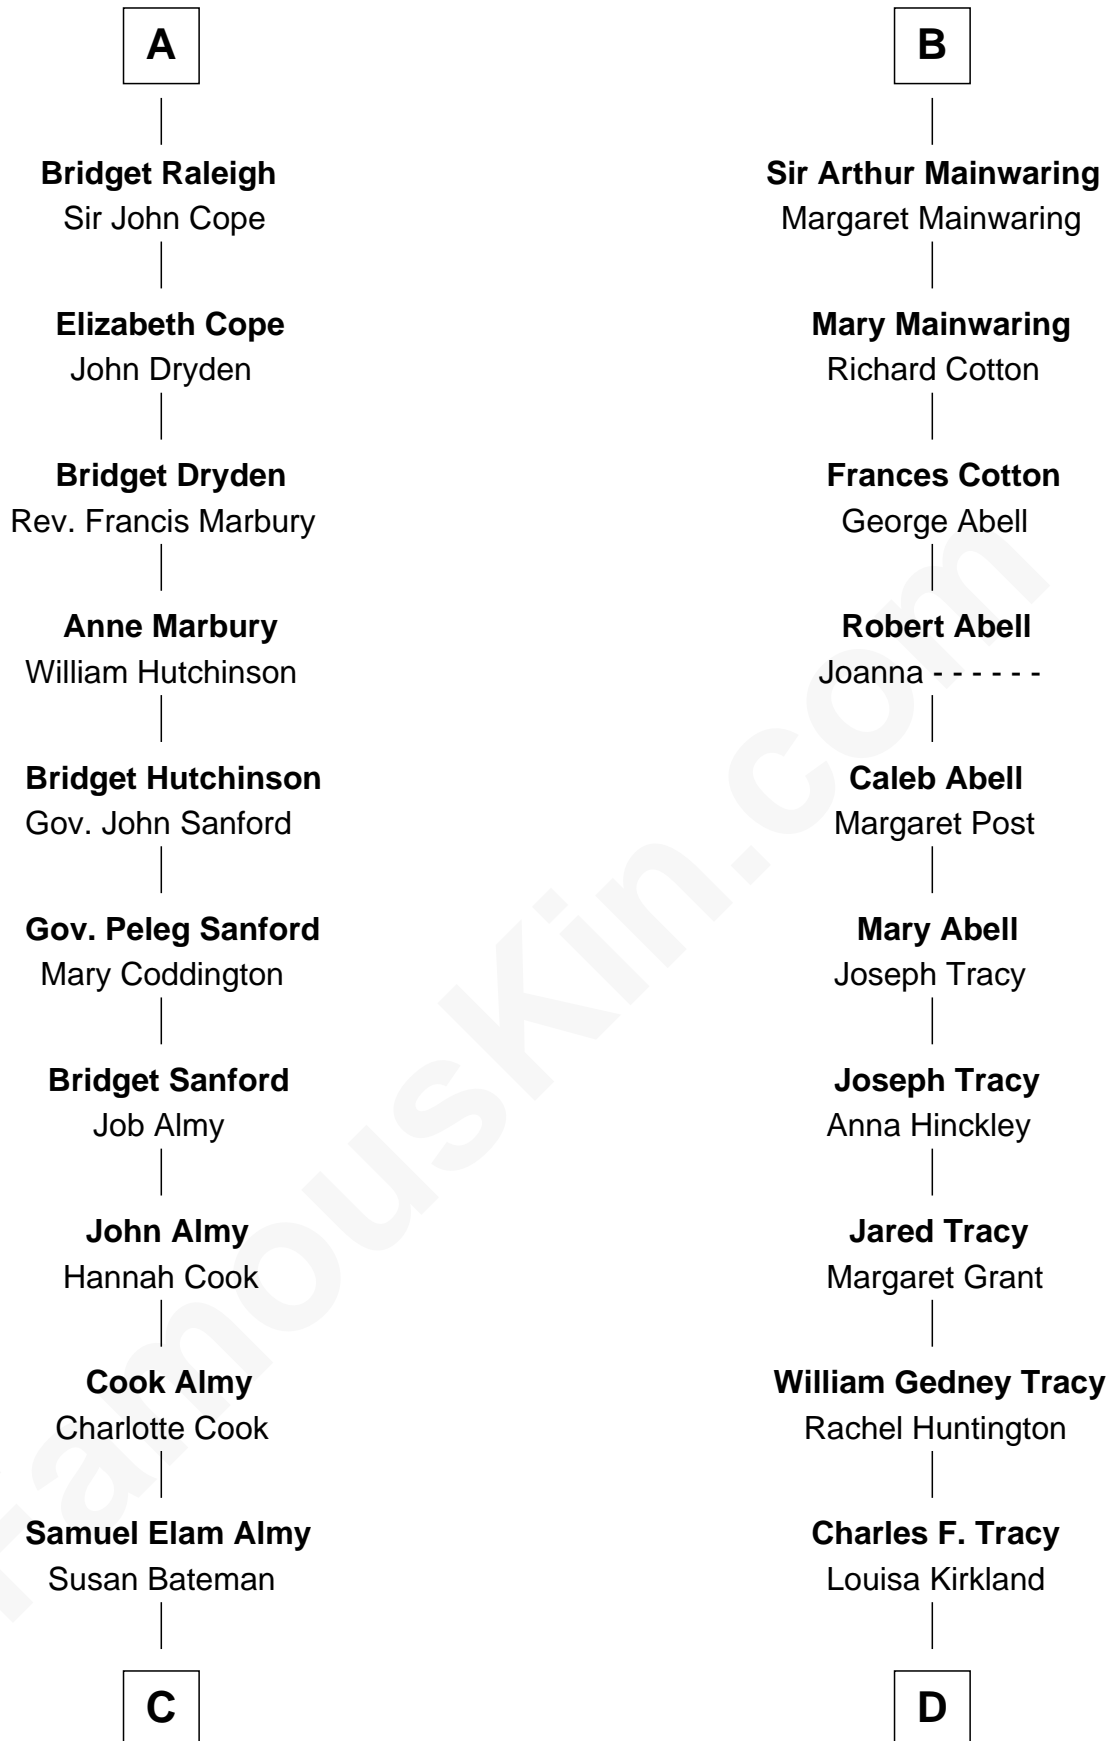 A
Bridget Raleigh
Sir John Cope
Elizabeth Cope
John Dryden
Bridget Dryden
Rev. Francis Marbury
Anne Marbury
William Hutchinson
Bridget Hutchinson
Gov. John Sanford
Gov. Peleg Sanford
Mary Coddington
Bridget Sanford
Job Almy
John Almy
Hannah Cook
Cook Almy
Charlotte Cook
Samuel Elam Almy
Susan Bateman
C
B
Sir Arthur Mainwaring
Margaret Mainwaring
Mary Mainwaring
Richard Cotton
Frances Cotton
George Abell
Robert Abell
Joanna - - - - - -
Caleb Abell
Margaret Post
Mary Abell
Joseph Tracy
Joseph Tracy
Anna Hinckley
Jared Tracy
Margaret Grant
William Gedney Tracy
Rachel Huntington
Charles F. Tracy
Louisa Kirkland
D
FamousKin.com